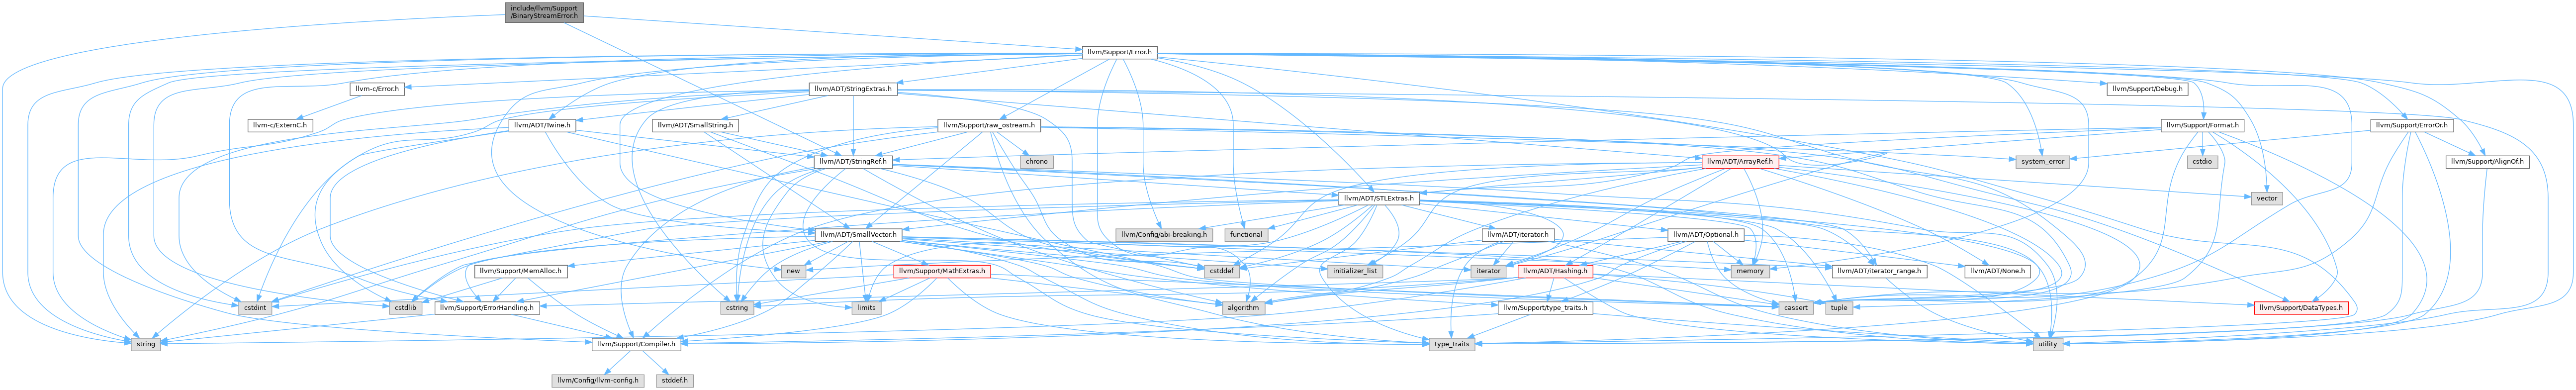 include/llvm/Support
/BinaryStreamError.h
llvm/Support/Error.h
llvm-c/Error.h
llvm/ADT/StringExtras.h
llvm/Support/Debug.h
llvm-c/ExternC.h
llvm/ADT/Twine.h
llvm/ADT/SmallString.h
llvm/Support/raw_ostream.h
llvm/Support/Format.h
llvm/Support/ErrorOr.h
llvm/ADT/StringRef.h
chrono
llvm/ADT/ArrayRef.h
system_error
cstdio
llvm/Support/AlignOf.h
llvm/ADT/STLExtras.h
vector
llvm/ADT/SmallVector.h
llvm/Config/abi-breaking.h
functional
llvm/ADT/iterator.h
llvm/ADT/Optional.h
llvm/Support/MemAlloc.h
new
llvm/Support/MathExtras.h
cstddef
initializer_list
iterator
llvm/ADT/Hashing.h
memory
llvm/ADT/iterator_range.h
llvm/ADT/None.h
cstdint
cstdlib
llvm/Support/ErrorHandling.h
cstring
limits
algorithm
llvm/Support/type_traits.h
cassert
tuple
llvm/Support/DataTypes.h
string
llvm/Support/Compiler.h
type_traits
utility
llvm/Config/llvm-config.h
stddef.h